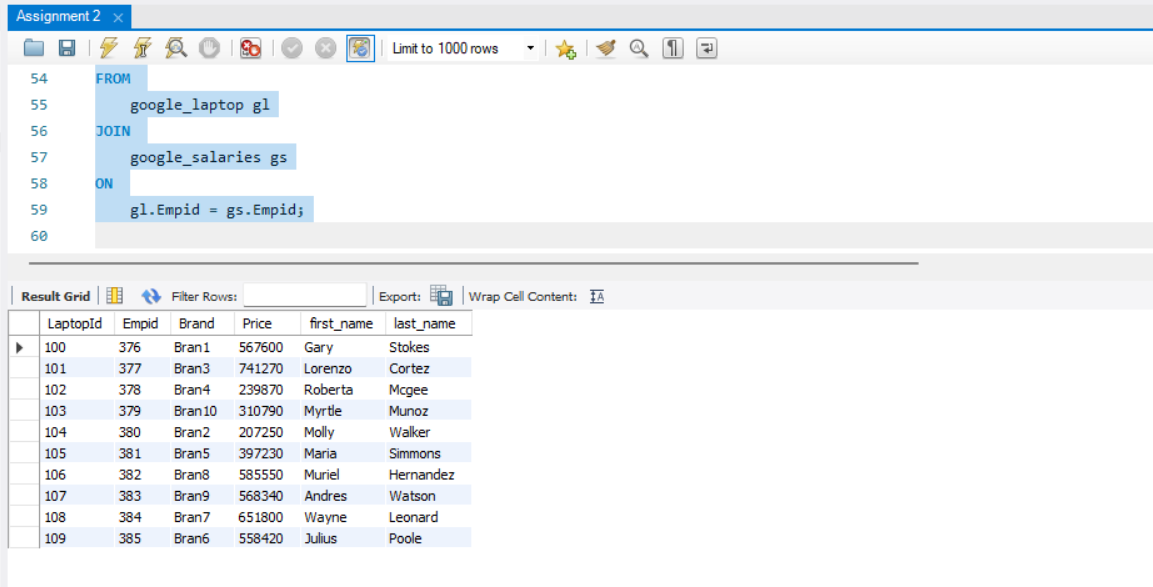 Assignment 2
Limit to 1000 rows
54 FROM
55 google_laptop gl
56 JOIN
57 google_salaries gs
58 ON
59 gl.Empid = gs.Empid;
60
Result Grid Filter Rows: Export: Wrap Cell Content: IA
LaptopId Empid Brand Price first_name last_name
100 376 Bran1 567600 Gary Stokes
101 377 Bran3 741270 Lorenzo Cortez
102 378 Bran4 239870 Roberta Mcgee
103 379 Bran10 310790 Myrtle Munoz
104 380 Bran2 207250 Molly Walker
105 381 Bran5 397230 Maria Simmons
106 382 Bran8 585550 Muriel Hernandez
107 383 Bran9 568340 Andres Watson
108 384 Bran7 651800 Wayne Leonard
109 385 Bran6 558420 Julius Poole